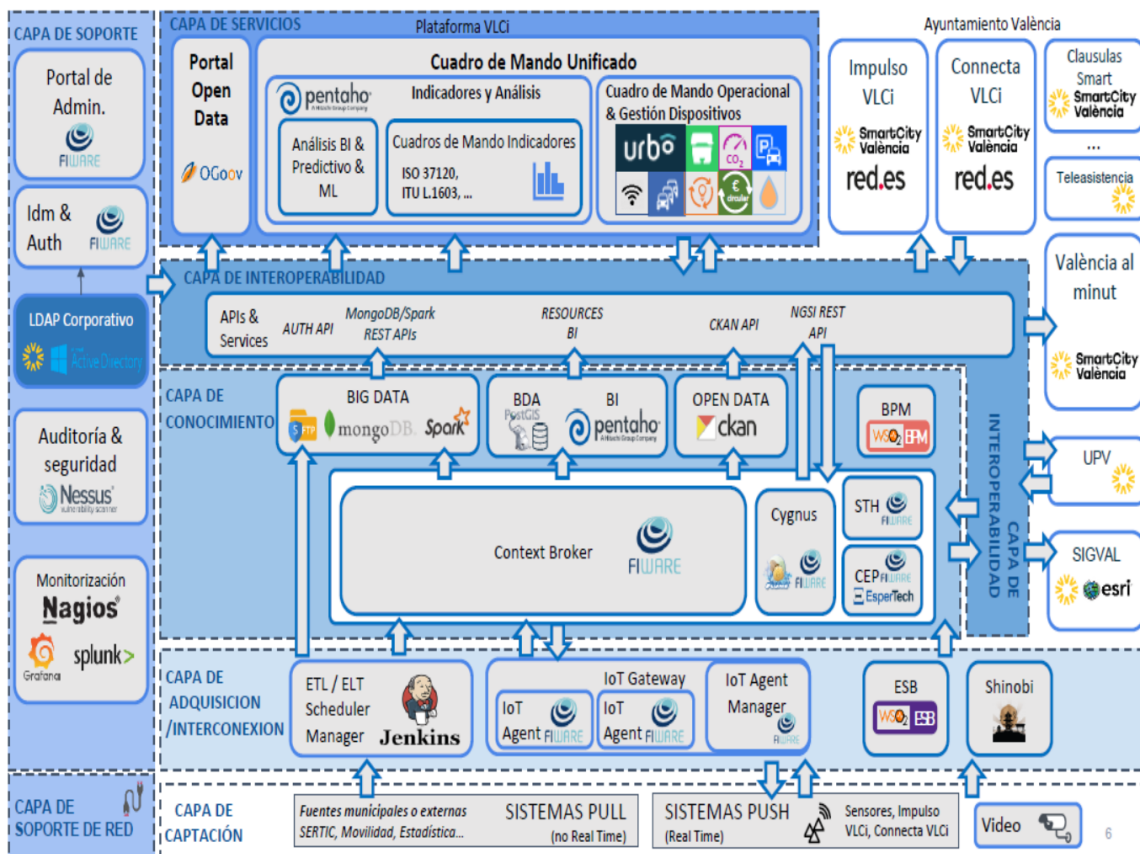 CAPA DE SOPORTE
Portal de
Admin.
FIWARE
Idm &
Auth
FIWARE
LDAP Corporativo
Active Directory
Auditoría &
seguridad
Nessus
vulnerability scanner
Monitorización
Nagios®
Grafana
splunk>
CAPA DE
SOPORTE DE RED
CAPA DE SERVICIOS
Plataforma VLCi
Portal
Open
Data
OGoov
Cuadro de Mando Unificado
pentaho
A Hitachi Group Company
Indicadores y Análisis
Análisis BI &
Predictivo &
ML
Cuadros de Mando Indicadores
ISO 37120,
ITU L.1603, ...
Cuadro de Mando Operacional
& Gestión Dispositivos
urbo
CO2
P
€
circular
Ayuntamiento València
Impulso
VLCi
SmartCity
València
red.es
Connecta
VLCi
SmartCity
València
red.es
Clausulas
Smart
SmartCity
València
...
Teleasistencia
València al
minut
SmartCity
València
UPV
SIGVAL
esri
CAPA DE INTEROPERABILIDAD
APIs &
Services
AUTH API
MongoDB/Spark
REST APIs
RESOURCES
BI
CKAN API
NGSI REST
API
CAPA DE
INTEROPERABILIDAD
CAPA DE
CONOCIMIENTO
BIG DATA
SFTP
mongoDB.
Spark
BDA
PostGIS
BI
pentaho
A Hitachi Group Company
OPEN DATA
ckan
BPM
WSO2 BPM
Context Broker
FIWARE
Cygnus
FIWARE
STH
FIWARE
CEP
FIWARE
EsperTech
CAPA DE
ADQUISICION
/INTERCONEXION
ETL / ELT
Scheduler
Manager
Jenkins
IoT Gateway
IoT
Agent
FIWARE
IoT
Agent
FIWARE
IoT Agent
Manager
FIWARE
ESB
WSO2 ESB
Shinobi
CAPA DE
CAPTACIÓN
Fuentes municipales o externas
SERTIC, Movilidad, Estadística...
SISTEMAS PULL
(no Real Time)
SISTEMAS PUSH
(Real Time)
Sensores, Impulso
VLCi, Connecta VLCi
Video
6